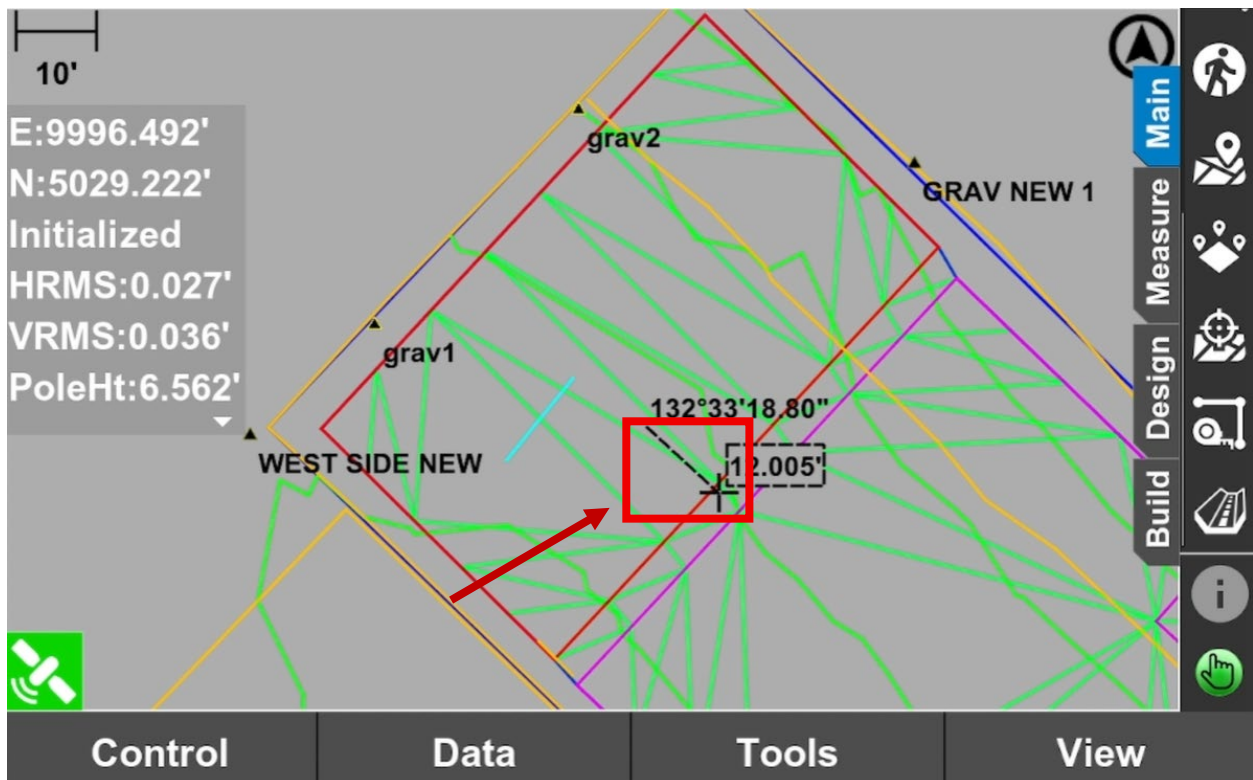 10'
E:9996.492'
N:5029.222'
Initialized
HRMS:0.027'
VRMS:0.036'
PoleHt:6.562'
grav2
GRAV NEW 1
grav1
132°33'18.80"
12.005'
WEST SIDE NEW
Main
Measure
Design
Build
i
Control
Data
Tools
View